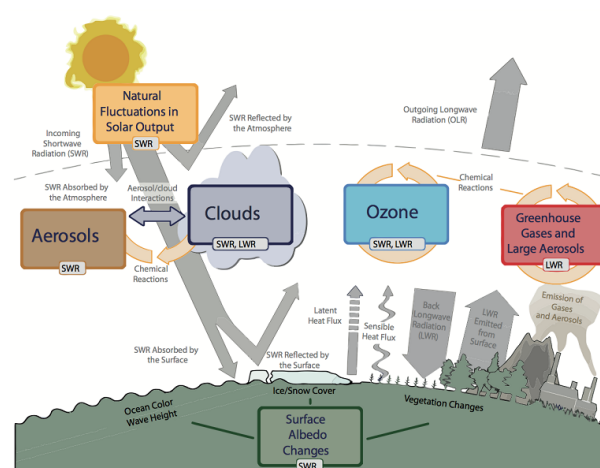 Natural
Fluctuations in
Solar Output
SWR
SWR Reflected by
the Atmosphere
Outgoing Longwave
Radiation (OLR)
Incoming
Shortwave
Radiation (SWR)
SWR Absorbed by
the Atmosphere
Aerosol/cloud
Interactions
Chemical
Reactions
Aerosols
SWR
Clouds
SWR, LWR
Ozone
SWR, LWR
Greenhouse
Gases and
Large Aerosols
LWR
Chemical
Reactions
Emission of
Gases
and Aerosols
Latent
Heat Flux
Sensible
Heat Flux
Back
Longwave
Radiation
(LWR)
LWR
Emitted
from
Surface
SWR Absorbed by
the Surface
SWR Reflected by
the Surface
Ice/Snow Cover
Ocean Color
Wave Height
Vegetation Changes
Surface
Albedo
Changes
SWR